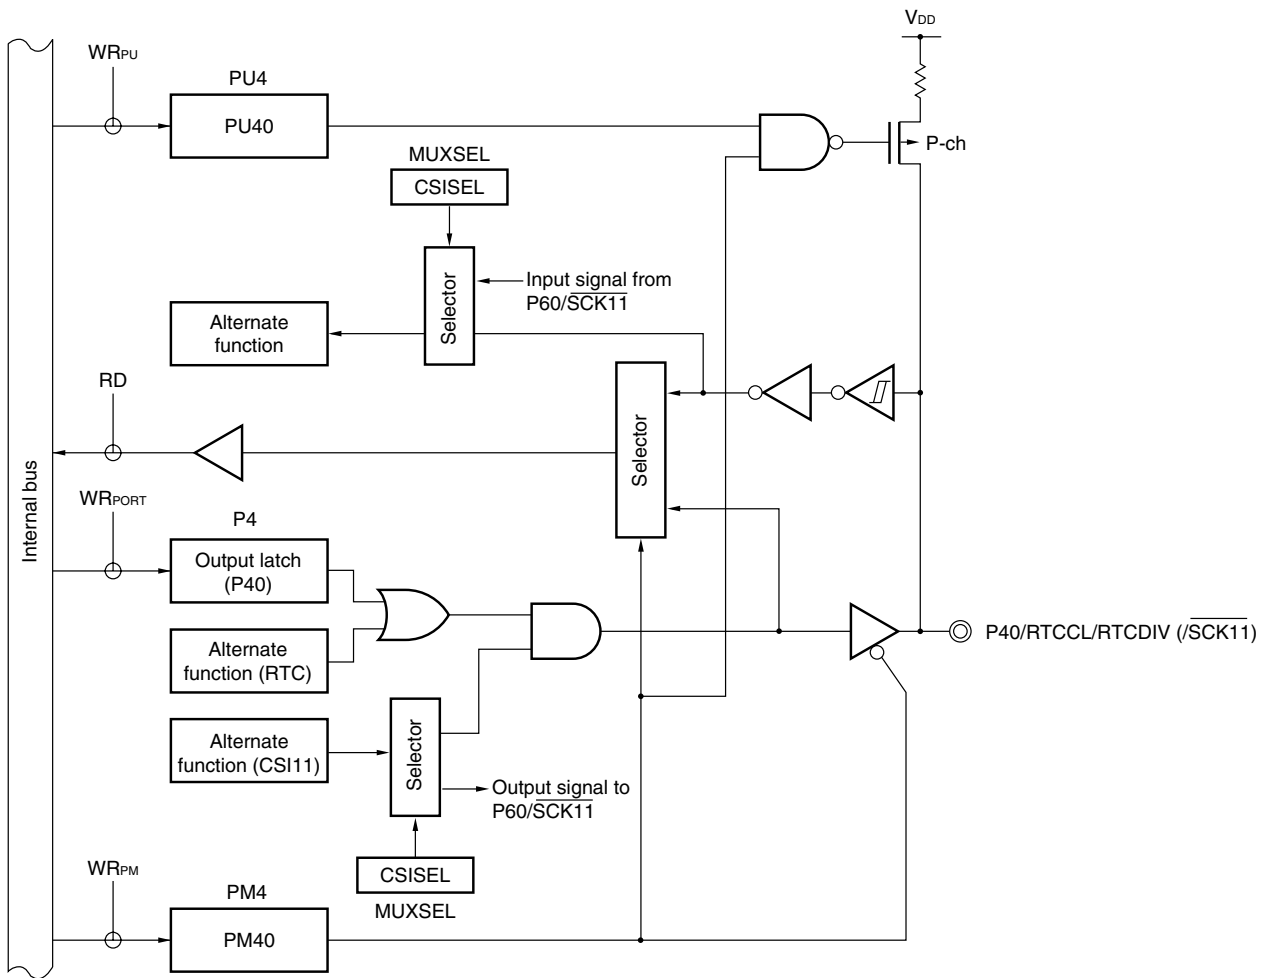 VDD
WRPU
PU4
PU40
P-ch
MUXSEL
CSISEL
Selector
Input signal from
P60/SCK11
Alternate
function
RD
Selector
Internal bus
WRPORT
P4
Output latch
(P40)
Alternate
function (RTC)
P40/RTCCL/RTCDIV (/SCK11)
Alternate
function (CSI11)
Selector
Output signal to
P60/SCK11
CSISEL
MUXSEL
WRPM
PM4
PM40